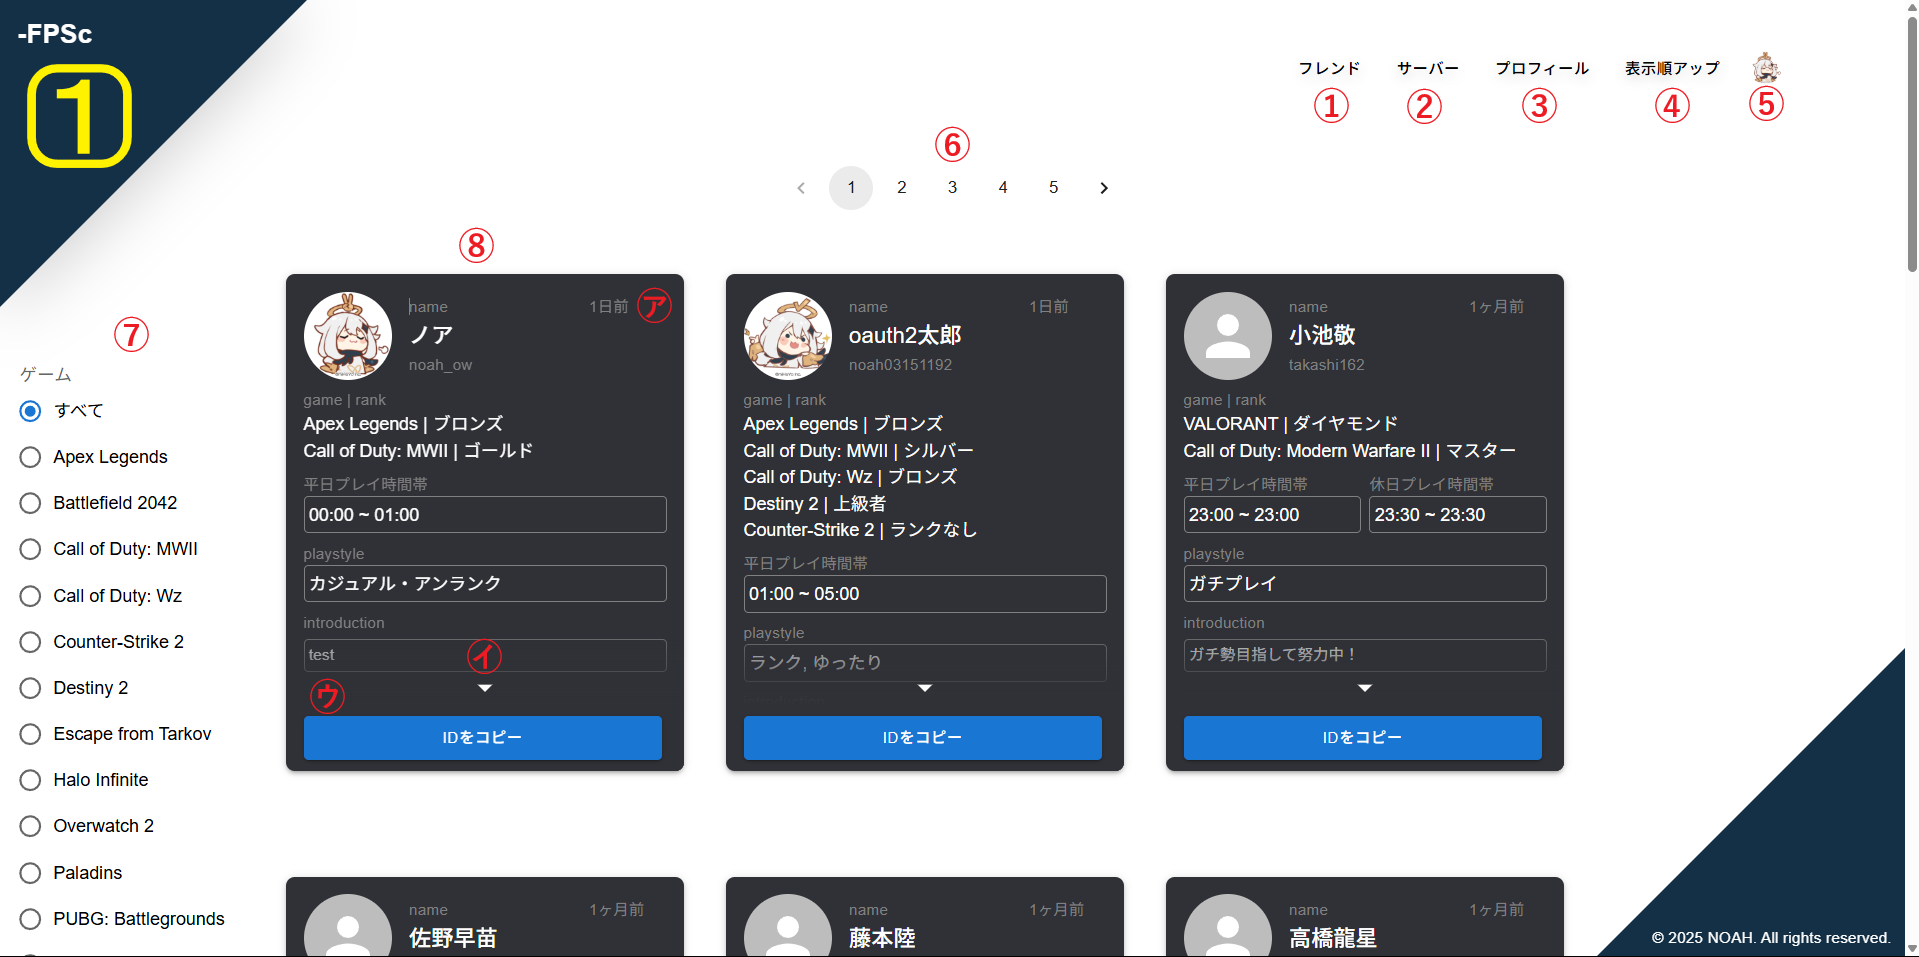 -FPSc
1
フレンド
サーバー
プロフィール
表示順アップ
①
②
③
④
⑤
⑥
1
2
3
4
5
⑦
ゲーム
すべて
Apex Legends
Battlefield 2042
Call of Duty: MWII
Call of Duty: Wz
Counter-Strike 2
Destiny 2
Escape from Tarkov
Halo Infinite
Overwatch 2
Paladins
PUBG: Battlegrounds
⑧
name
1日前
ア
ノア
noah_ow
game | rank
Apex Legends | ブロンズ
Call of Duty: MWII | ゴールド
平日プレイ時間帯
00:00 ~ 01:00
playstyle
カジュアル・アンランク
introduction
test
イ
ウ
IDをコピー
name
1日前
oauth2太郎
noah03151192
game | rank
Apex Legends | ブロンズ
Call of Duty: MWII | シルバー
Call of Duty: Wz | ブロンズ
Destiny 2 | 上級者
Counter-Strike 2 | ランクなし
平日プレイ時間帯
01:00 ~ 05:00
playstyle
ランク, ゆったり
IDをコピー
name
1ヶ月前
小池敬
takashi162
game | rank
VALORANT | ダイヤモンド
Call of Duty: Modern Warfare II | マスター
平日プレイ時間帯
休日プレイ時間帯
23:00 ~ 23:00
23:30 ~ 23:30
playstyle
ガチプレイ
introduction
ガチ勢目指して努力中！
IDをコピー
name
1ヶ月前
佐野早苗
name
1ヶ月前
藤本陸
name
1ヶ月前
高橋龍星
© 2025 NOAH. All rights reserved.